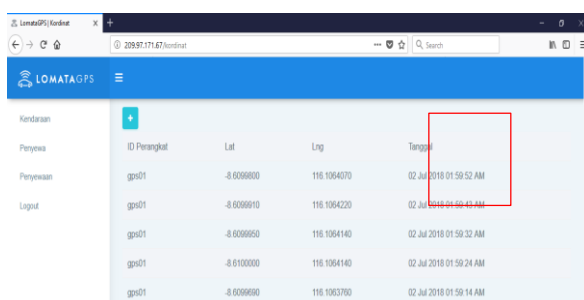 LomataGPS | Kordinat
209.97.171.67/kordinat
Search
LOMATAGPS
Kendaraan
Penyewa
Penyewaan
Logout
+
ID Perangkat Lat Lng Tanggal
gps01 -8.6099800 116.1064070 02 Jul 2018 01:59:52 AM
gps01 -8.6099910 116.1064220 02 Jul 2018 01:59:43 AM
gps01 -8.6099950 116.1064140 02 Jul 2018 01:59:32 AM
gps01 -8.6100000 116.1064140 02 Jul 2018 01:59:24 AM
gps01 -8.6099690 116.1063760 02 Jul 2018 01:59:14 AM